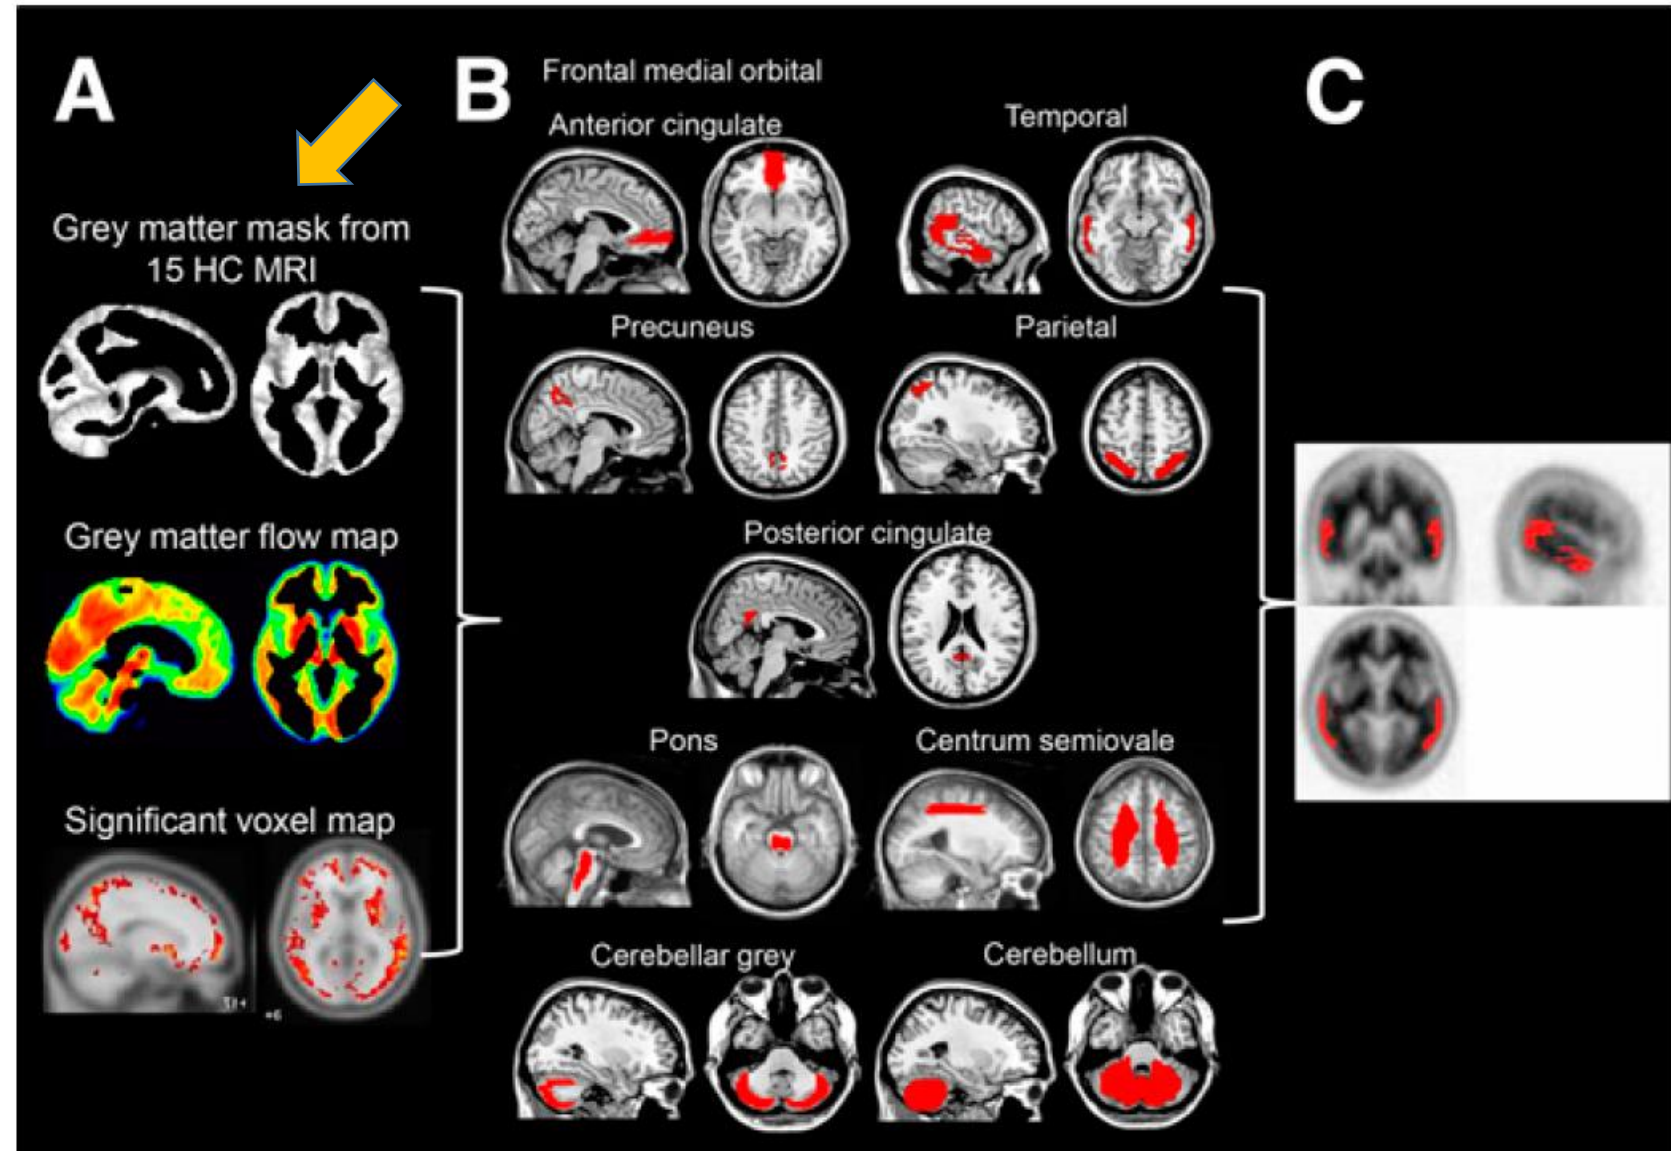 A
Grey matter mask from
15 HC MRI
Grey matter flow map
Significant voxel map
+6
B
Frontal medial orbital
Anterior cingulate
Temporal
Precuneus
Parietal
Posterior cingulate
Pons
Centrum semiovale
Cerebellar grey
Cerebellum
C